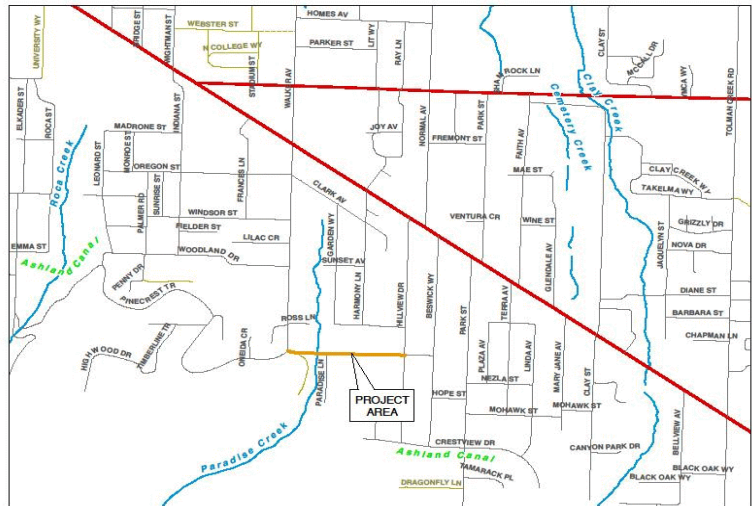 HOMES AV
WEBSTER ST
UNIVERSITY WY
BRIDGE ST
WIGHTMAN ST
N COLLEGE WY
PARKER ST
LIT WY
RAY LN
CLAY ST
MCCALL DR
STADIUM ST
WALKER AV
ROCK LN
YMCA WY
TOLMAN CREEK RD
ELKADER ST
ROCA ST
INDIANA ST
Cemetery Creek
Clay Creek
MADRONE ST
JOY AV
NORMAL AV
PARK ST
FREMONT ST
FAITH AV
Roca Creek
LEONARD ST
MONROE ST
OREGON ST
FRANCES LN
MAE ST
CLAY CREEK WY
TAKELMA WY
SUNRISE ST
PALMER RD
CLARK AV
WINDSOR ST
GARDEN WY
VENTURA CR
WINE ST
GRIZZLY DR
FIELDER ST
LILAC CR
JAQUELYN ST
NOVA DR
EMMA ST
WOODLAND DR
SUNSET AV
GLENDALE AV
Ashland Canal
PENNY DR
HARMONY LN
HILLVIEW DR
BESWICK WY
DIANE ST
PINECREST TR
ROSS LN
PARK ST
TERRA AV
BARBARA ST
CHAPMAN LN
TIMBERLINE TR
HIGHWOOD DR
ONEIDA CR
PARADISE LN
PLAZA AV
LINDA AV
MARY JANE AV
CLAY ST
NEZLA ST
PROJECT
AREA
HOPE ST
MOHAWK ST
MOHAWK ST
BELLVIEW AV
Paradise Creek
CRESTVIEW DR
CANYON PARK DR
Ashland Canal
TAMARACK PL
BLACK OAK WY
BLACK OAK WY
DRAGONFLY LN